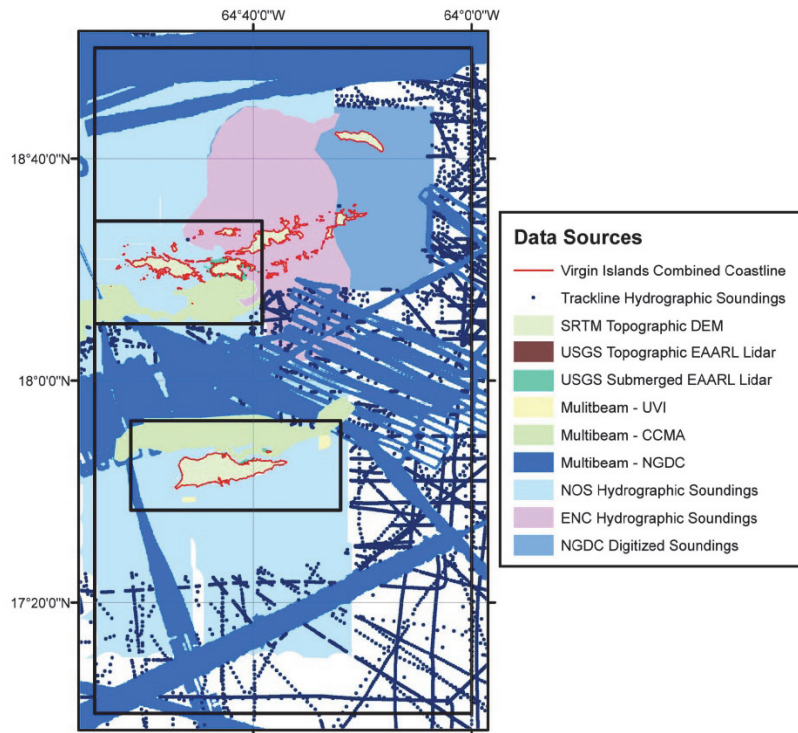 64°40'0"W
64°0'0"W
18°40'0"N
18°0'0"N
17°20'0"N
Data Sources
Virgin Islands Combined Coastline
Trackline Hydrographic Soundings
SRTM Topographic DEM
USGS Topographic EAARL Lidar
USGS Submerged EAARL Lidar
Mulitbeam - UVI
Multibeam - CCMA
Multibeam - NGDC
NOS Hydrographic Soundings
ENC Hydrographic Soundings
NGDC Digitized Soundings